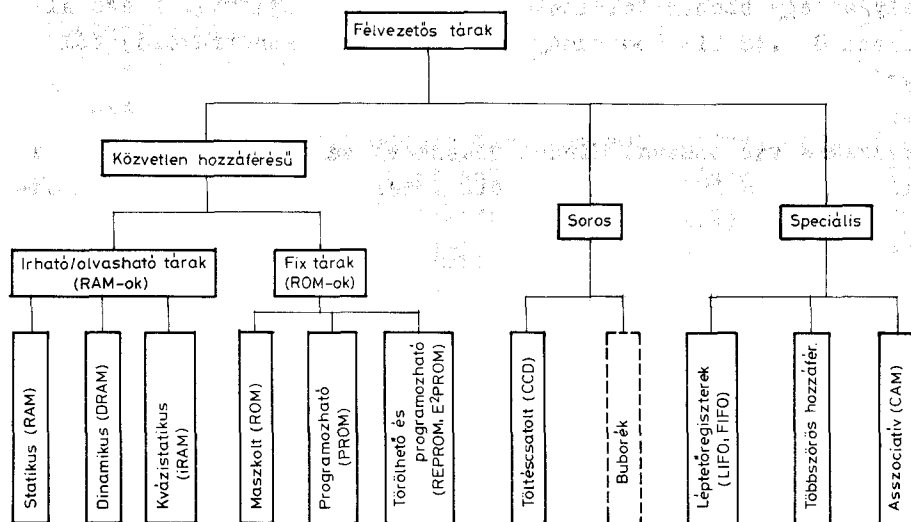 Félvezetős tárak
Közvetlen hozzáférésű
Soros
Speciális
Irható/olvasható tárak
(RAM-ok)
Fix tárak
(ROM-ok)
Statikus (RAM)
Dinamikus (DRAM)
Kvázistatikus
(iRAM)
Maszkolt (ROM)
Programozható
(PROM)
Törölhető és
programozható
(REPROM, E²PROM)
Töltéscsatolt (CCD)
Buborék
Léptetőregiszterek
(LIFO, FIFO)
Többszörös hozzáfér.
Asszociatív (CAM)